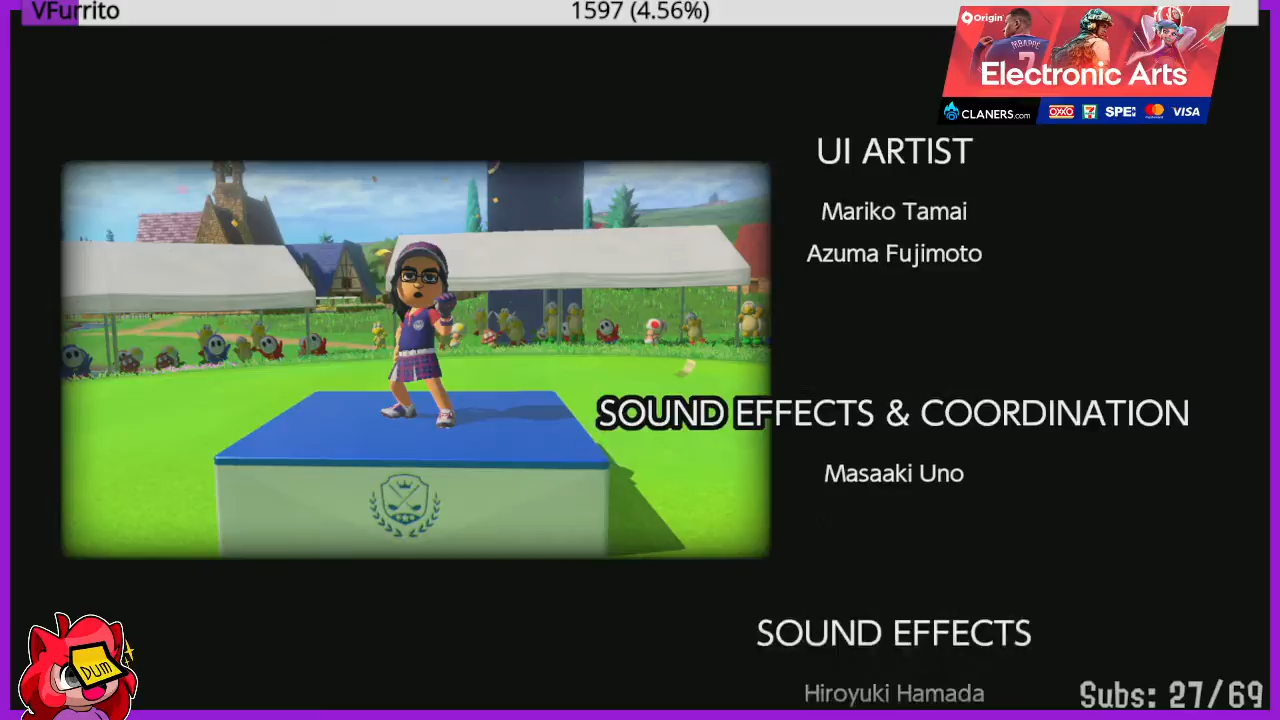 VFurrito
1597 (4.56%)
Origin
MBAPPÉ
7
Electronic Arts
CLANERS.com
OXXO
SPEI
mastercard
VISA
UI ARTIST
Mariko Tamai
Azuma Fujimoto
SOUND EFFECTS & COORDINATION
Masaaki Uno
SOUND EFFECTS
Hiroyuki Hamada
DUM
Subs: 27/69